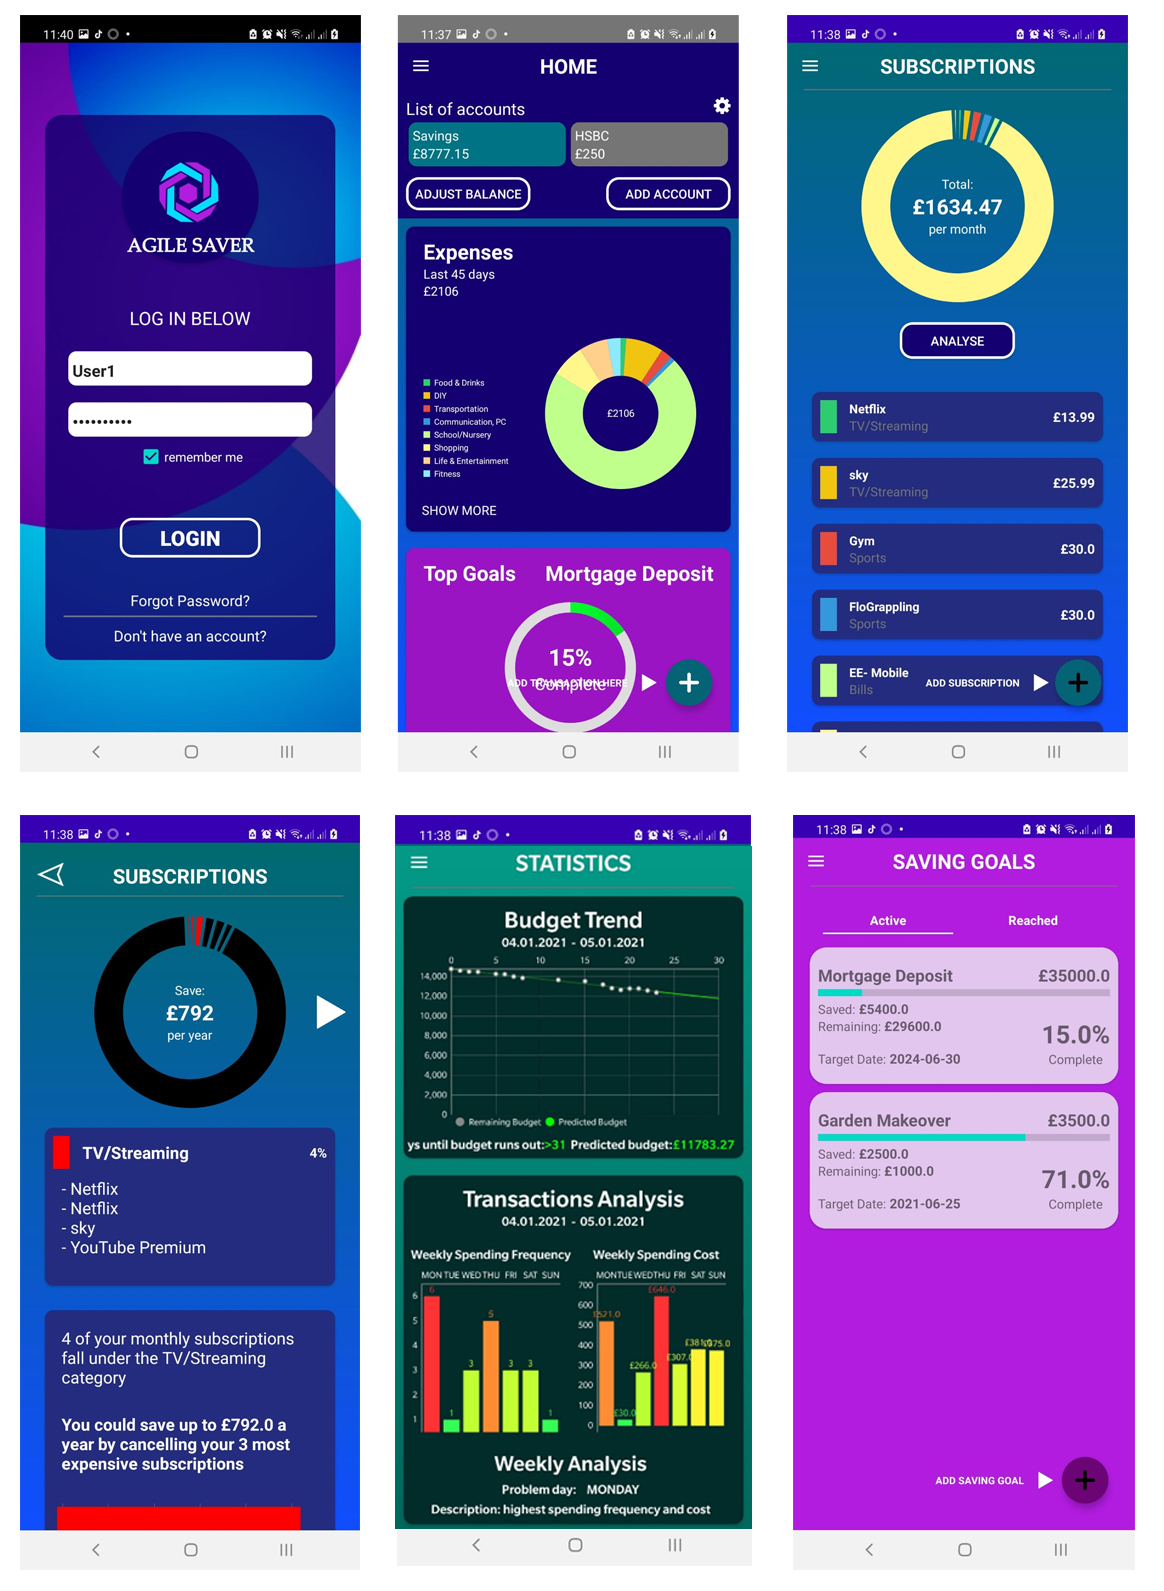 11:40
AGILE SAVER
LOG IN BELOW
User1
••••••••••
remember me
LOGIN
Forgot Password?
Don't have an account?
11:37
HOME
List of accounts
Savings
£8777.15
HSBC
£250
ADJUST BALANCE
ADD ACCOUNT
Expenses
Last 45 days
£2106
Food & Drinks
DIY
Transportation
Communication, PC
School/Nursery
Shopping
Life & Entertainment
Fitness
£2106
SHOW MORE
Top Goals
Mortgage Deposit
15%
Complete
ADD TRANSACTION HERE
11:38
SUBSCRIPTIONS
Total:
£1634.47
per month
ANALYSE
Netflix
TV/Streaming
£13.99
sky
TV/Streaming
£25.99
Gym
Sports
£30.0
FloGrappling
Sports
£30.0
EE- Mobile
Bills
ADD SUBSCRIPTION
11:38
SUBSCRIPTIONS
Save:
£792
per year
TV/Streaming 4%
- Netflix
- Netflix
- sky
- YouTube Premium
4 of your monthly subscriptions
fall under the TV/Streaming
category
You could save up to £792.0 a
year by cancelling your 3 most
expensive subscriptions
11:38
STATISTICS
Budget Trend
04.01.2021 - 05.01.2021
0 5 10 15 20 25 30
14,000
12,000
10,000
8,000
6,000
4,000
2,000
0
Remaining Budget Predicted Budget
ys until budget runs out:>31 Predicted budget:£11783.27
Transactions Analysis
04.01.2021 - 05.01.2021
Weekly Spending Frequency
MON TUE WED THU FRI SAT SUN
6
5
4
3
2
1
6 1 3 5 3 3 1
Weekly Spending Cost
MON TUE WED THU FRI SAT SUN
700
600
500
400
300
200
100
0
£521.0 £30.0 £266.0 £646.0 £307.0 £375.0
Weekly Analysis
Problem day: MONDAY
Description: highest spending frequency and cost
11:38
SAVING GOALS
Active
Reached
Mortgage Deposit £35000.0
Saved: £5400.0
Remaining: £29600.0
15.0%
Target Date: 2024-06-30
Complete
Garden Makeover £3500.0
Saved: £2500.0
Remaining: £1000.0
71.0%
Target Date: 2021-06-25
Complete
ADD SAVING GOAL